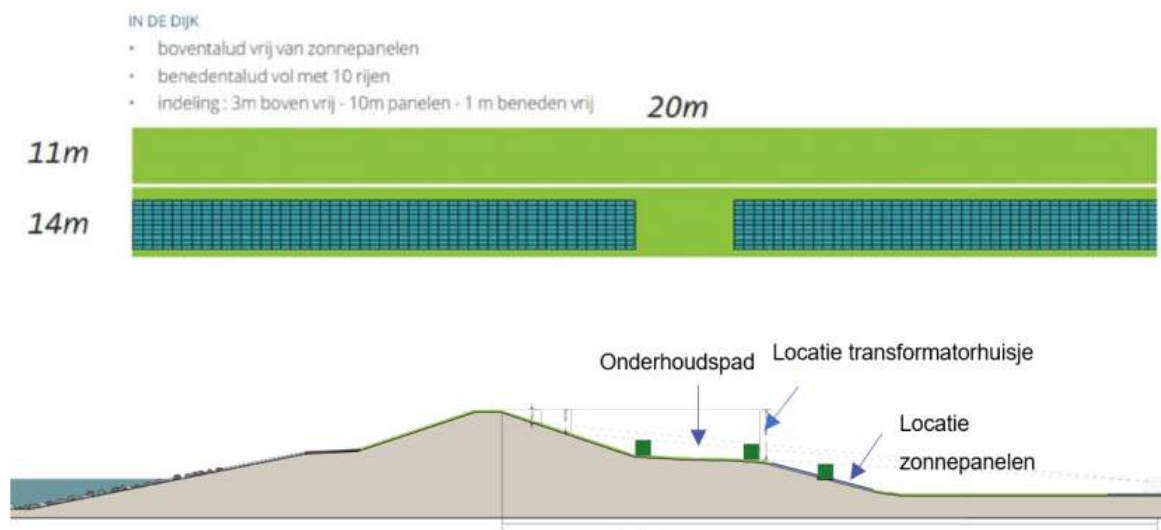 IN DE DIJK
• boventalud vrij van zonnepanelen
• benedentalud vol met 10 rijen
• indeling : 3m boven vrij - 10m panelen - 1 m beneden vrij
20m
11m
14m
Onderhoudspad
Locatie transformatorhuisje
Locatie
zonnepanelen